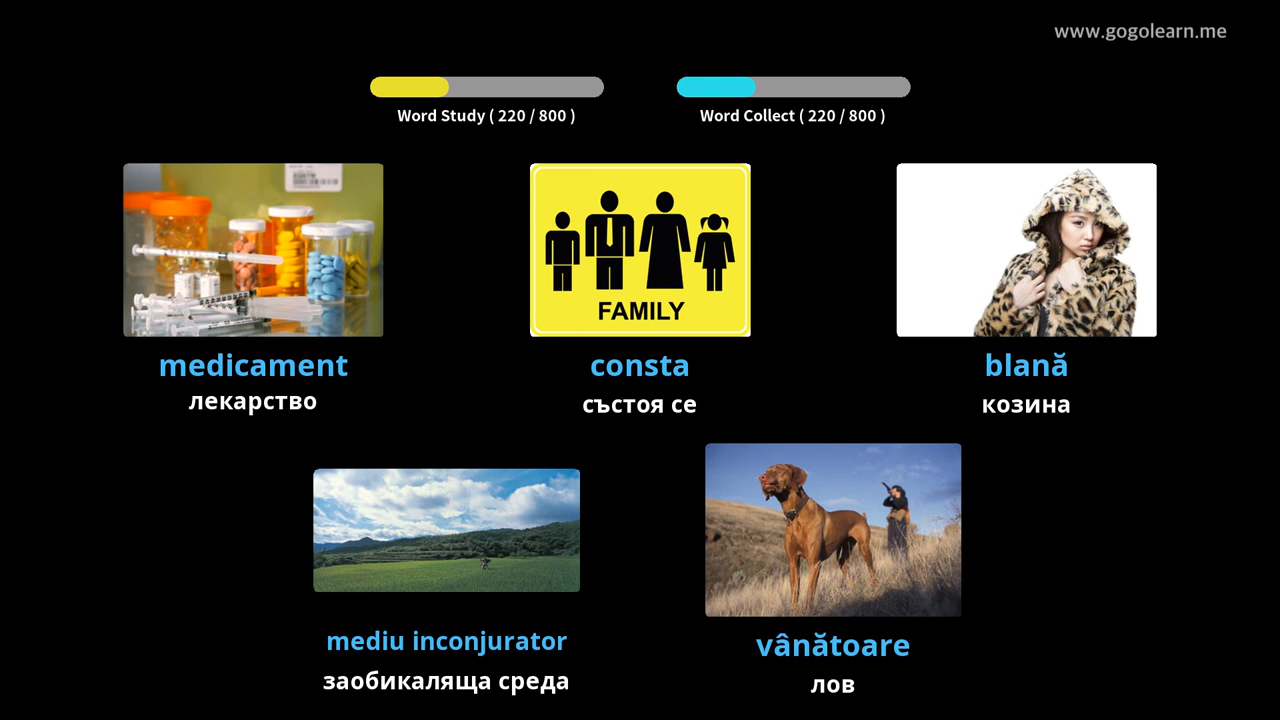 www.gogolearn.me
Word Study ( 220 / 800 )
Word Collect ( 220 / 800 )
FAMILY
medicament
лекарство
consta
състоя се
blană
козина
mediu inconjurator
заобикаляща среда
vânătoare
лов